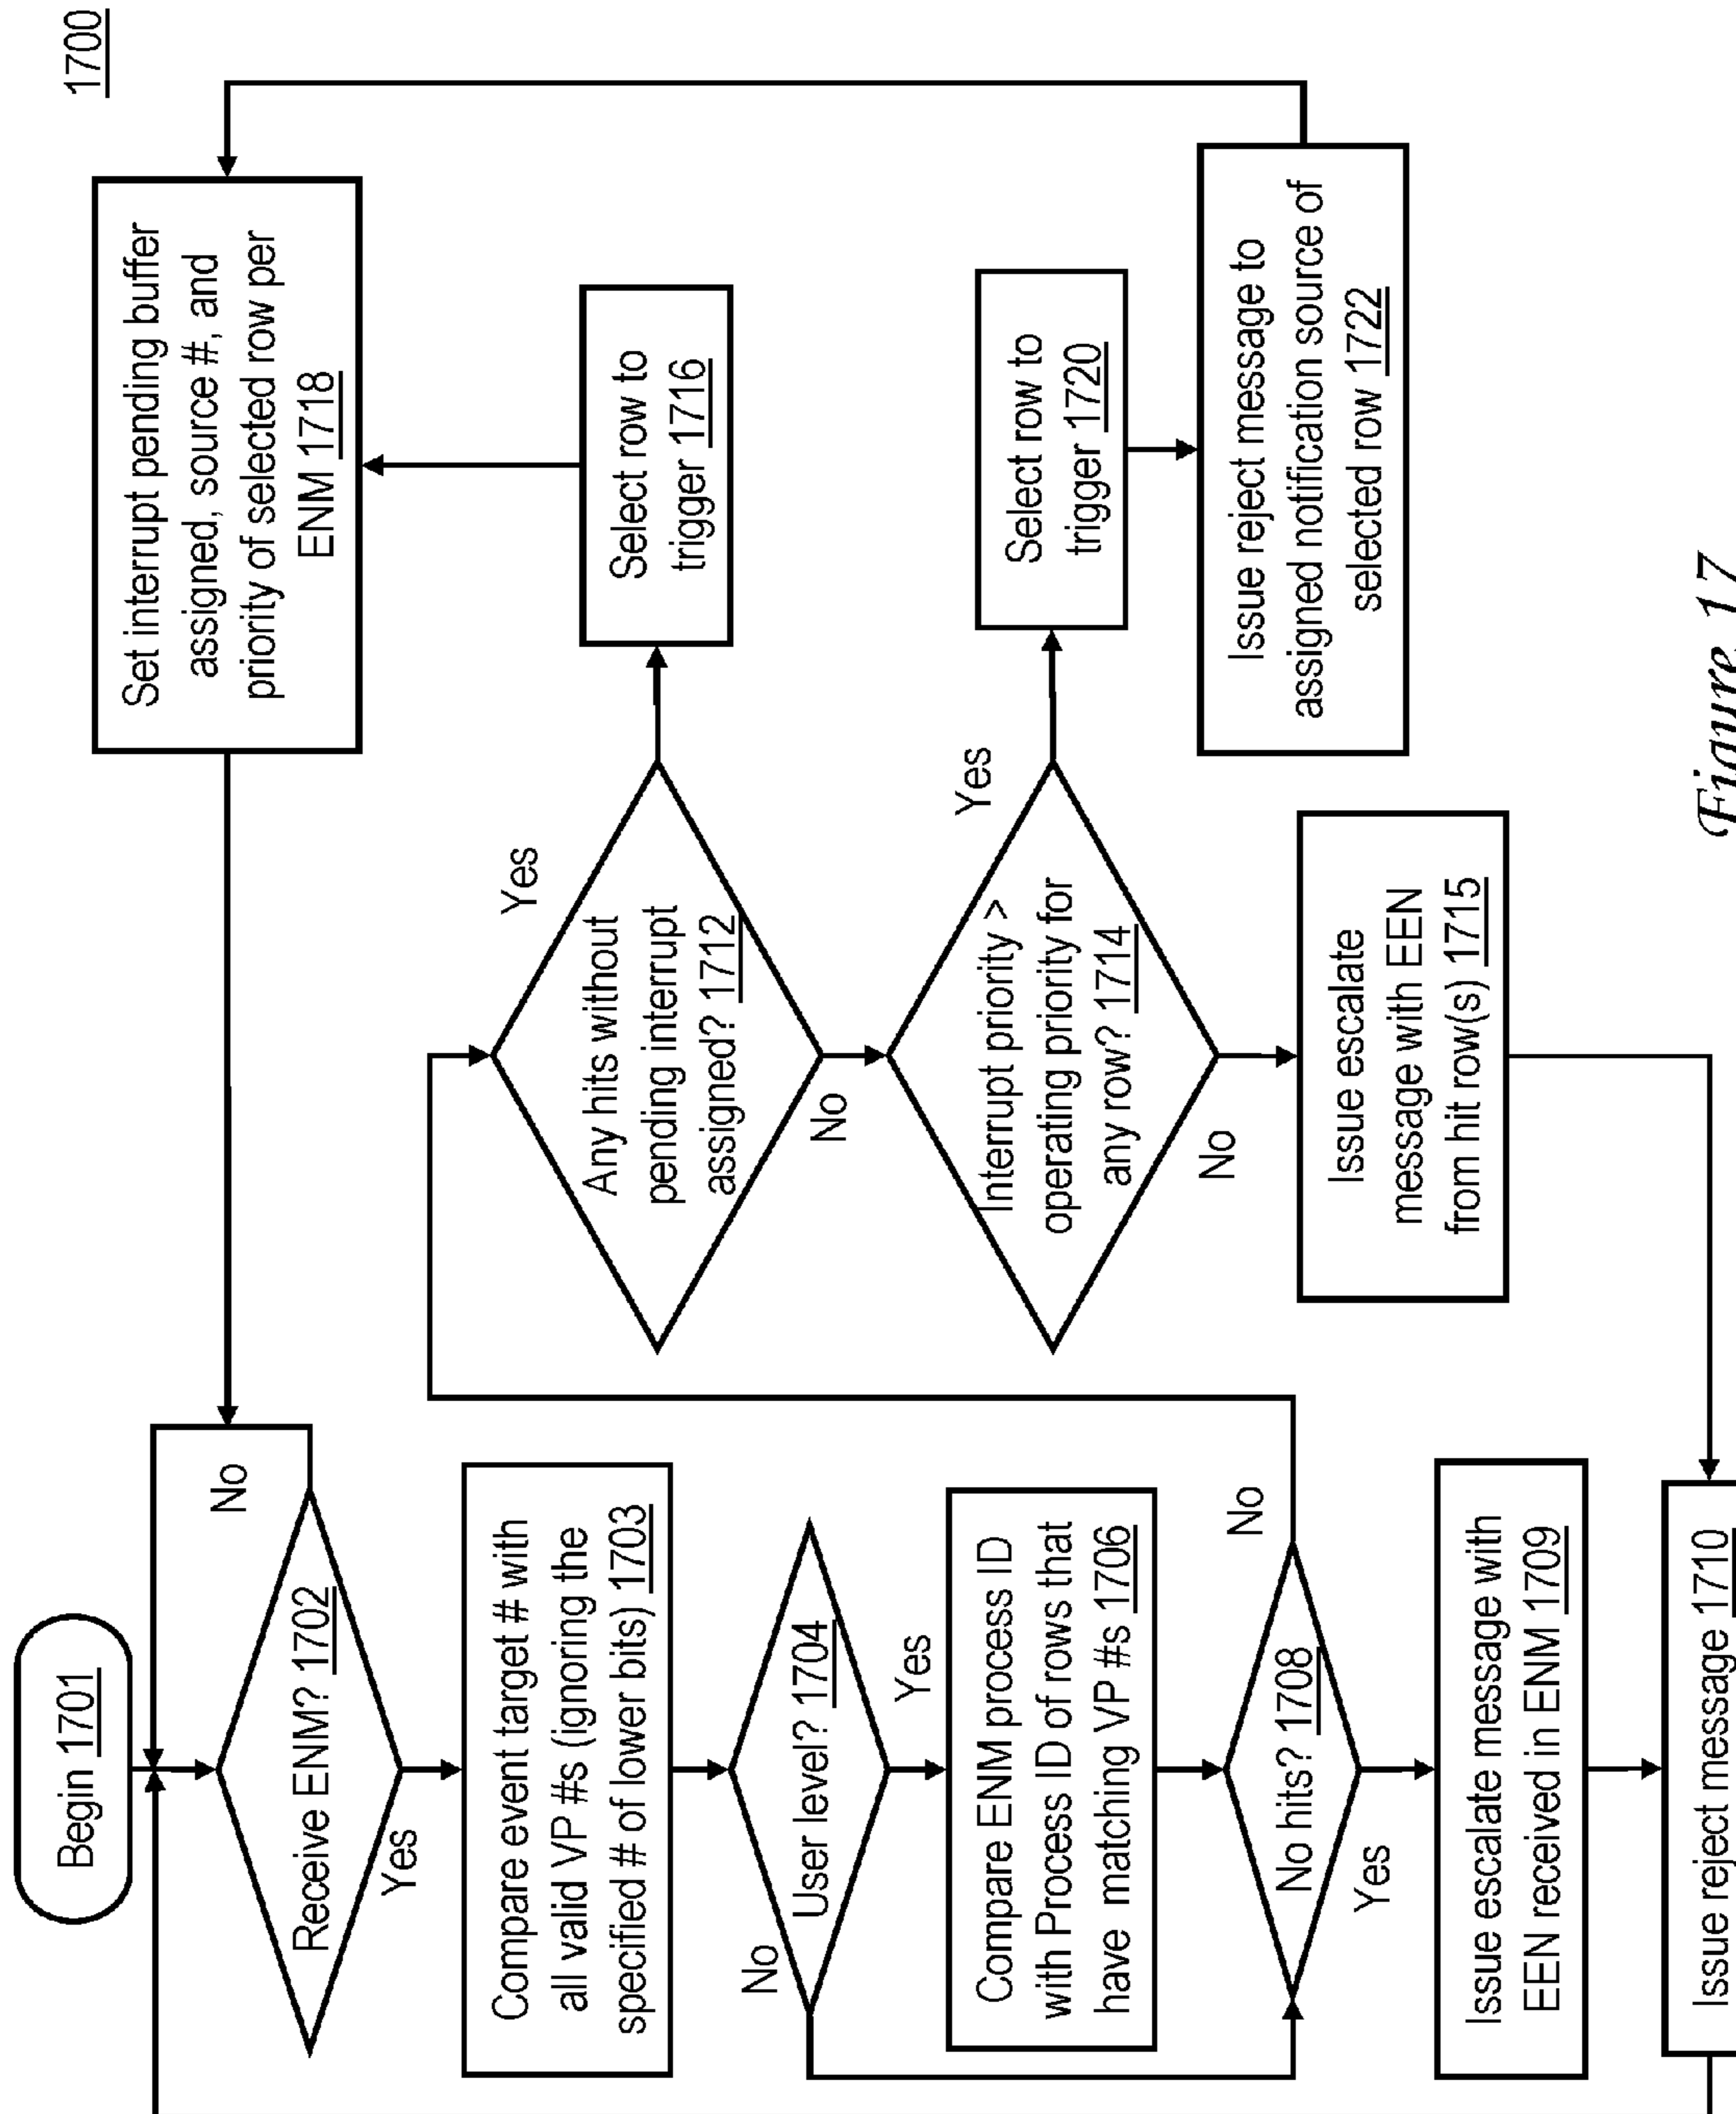 1700
Begin 1701
Receive ENM? 1702
No
Yes
Compare event target # with
all valid VP #s (ignoring the
specified # of lower bits) 1703
User level? 1704
No
Yes
Compare ENM process ID
with Process ID of rows that
have matching VP #s 1706
No hits? 1708
No
Yes
Issue escalate message with
EEN received in ENM 1709
Issue reject message 1710
Any hits without
pending interrupt
assigned? 1712
Yes
No
Interrupt priority >
operating priority for
any row? 1714
Yes
No
Issue escalate
message with EEN
from hit row(s) 1715
Set interrupt pending buffer
assigned, source #, and
priority of selected row per
ENM 1718
Select row to
trigger 1716
Select row to
trigger 1720
Issue reject message to
assigned notification source of
selected row 1722
Figure 17